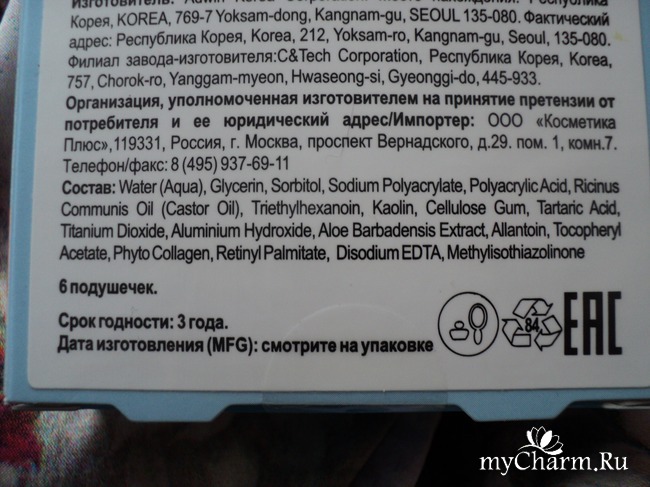 Корея, KOREA, 769-7 Yoksam-dong, Kangnam-gu, SEOUL 135-080. Фактический
адрес: Республика Корея, Korea, 212, Yoksam-ro, Kangnam-gu, Seoul, 135-080.
Филиал завода-изготовителя:C&Tech Corporation, Республика Корея, Korea,
757, Chorok-ro, Yanggam-myeon, Hwaseong-si, Gyeonggi-do, 445-933.
Организация, уполномоченная изготовителем на принятие претензии от
потребителя и ее юридический адрес/Импортер: ООО «Косметика
Плюс»,119331, Россия, г. Москва, проспект Вернадского, д.29. пом. 1, комн.7.
Телефон/факс: 8 (495) 937-69-11
Состав: Water (Aqua), Glycerin, Sorbitol, Sodium Polyacrylate, Polyacrylic Acid, Ricinus
Communis Oil (Castor Oil), Triethylhexanoin, Kaolin, Cellulose Gum, Tartaric Acid,
Titanium Dioxide, Aluminium Hydroxide, Aloe Barbadensis Extract, Allantoin, Tocopheryl
Acetate, Phyto Collagen, Retinyl Palmitate, Disodium EDTA, Methylisothiazolinone
6 подушечек.
Срок годности: 3 года.
Дата изготовления (MFG): смотрите на упаковке
84
EAC
myCharm.Ru